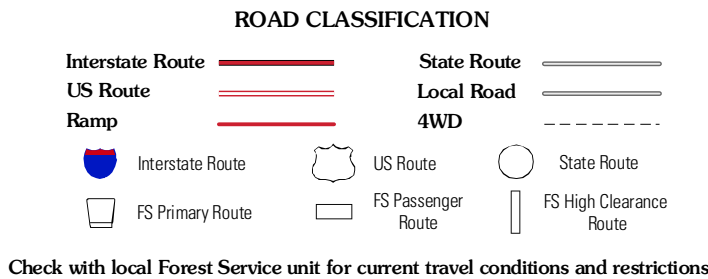 ROAD CLASSIFICATION
Interstate Route
State Route
US Route
Local Road
Ramp
4WD
Interstate Route
US Route
State Route
FS Primary Route
FS Passenger
Route
FS High Clearance
Route
Check with local Forest Service unit for current travel conditions and restrictions